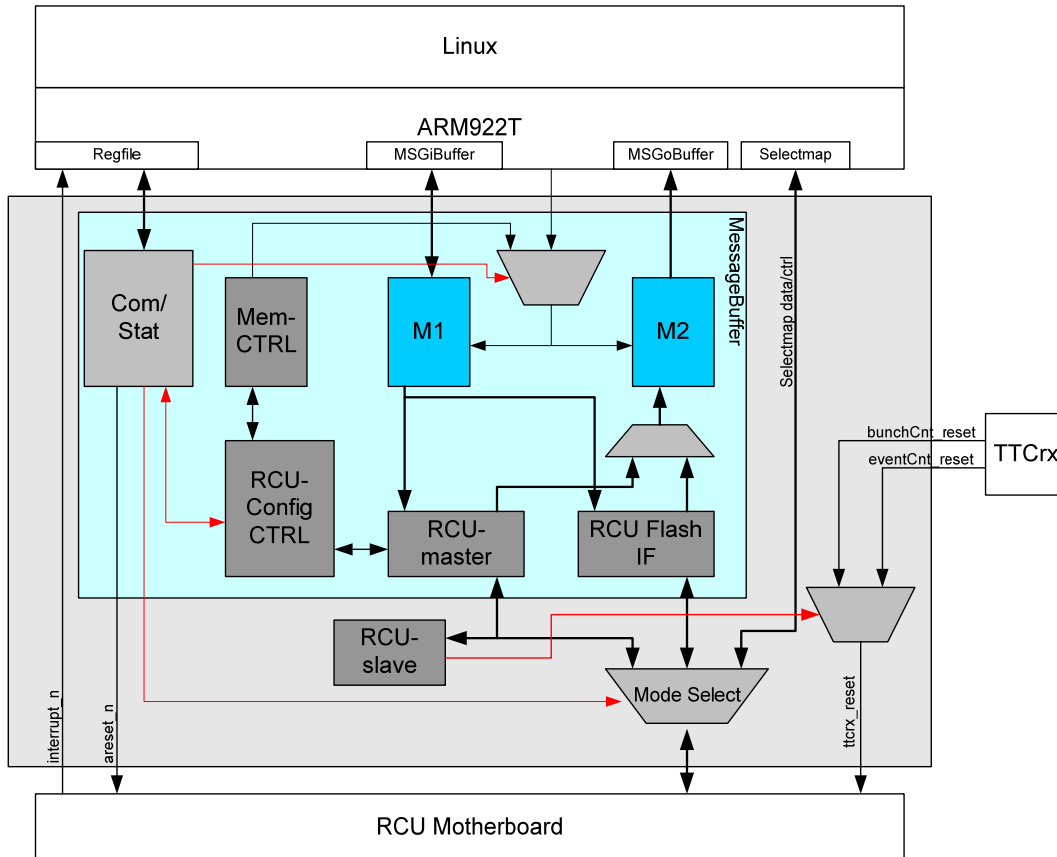 Linux
ARM922T
Regfile
MSGiBuffer
MSGoBuffer
Selectmap
MessageBuffer
Com/
Stat
Mem-
CTRL
M1
M2
Selectmap data/ctrl
bunchCnt_reset
eventCnt_reset
TTCrx
RCU-
Config
CTRL
RCU-
master
RCU Flash
IF
RCU-
slave
Mode Select
interrupt_n
areset_n
ttcrx_reset
RCU Motherboard